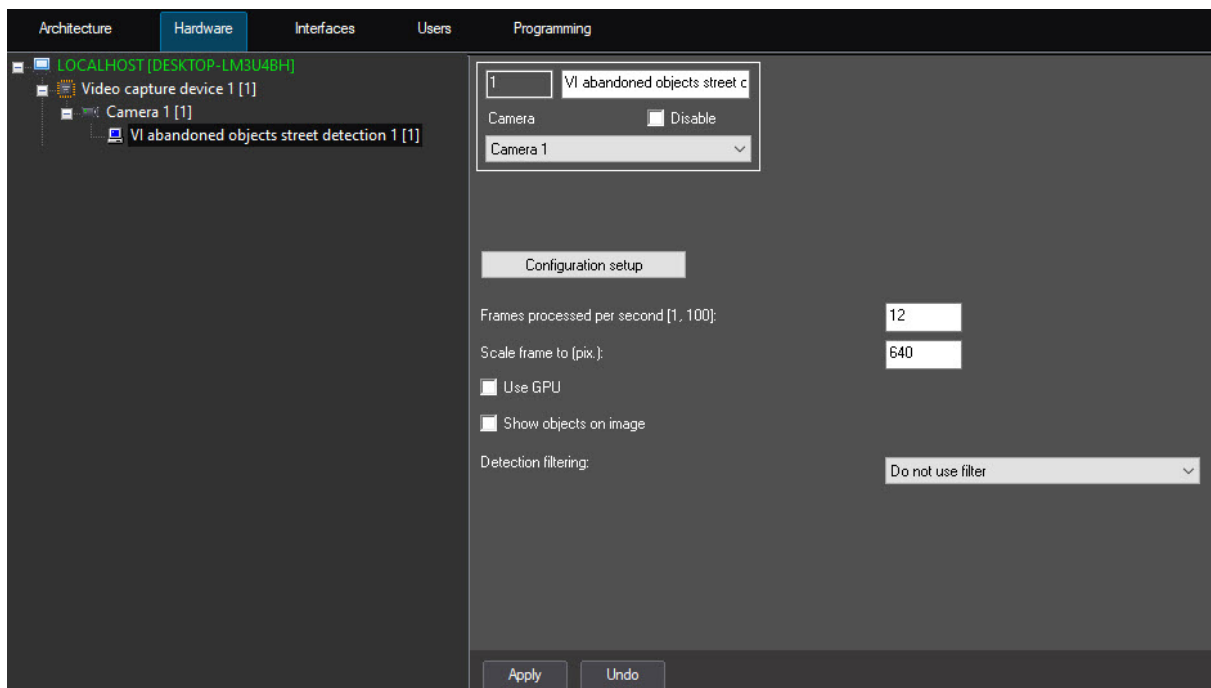 Architecture Hardware Interfaces Users Programming
LOCALHOST [DESKTOP-LM3U4BH]
Video capture device 1 [1]
Camera 1 [1]
VI abandoned objects street detection 1 [1]
1 VI abandoned objects street c
Camera Disable
Camera 1
Configuration setup
Frames processed per second [1, 100]: 12
Scale frame to (pix.): 640
Use GPU
Show objects on image
Detection filtering: Do not use filter
Apply Undo